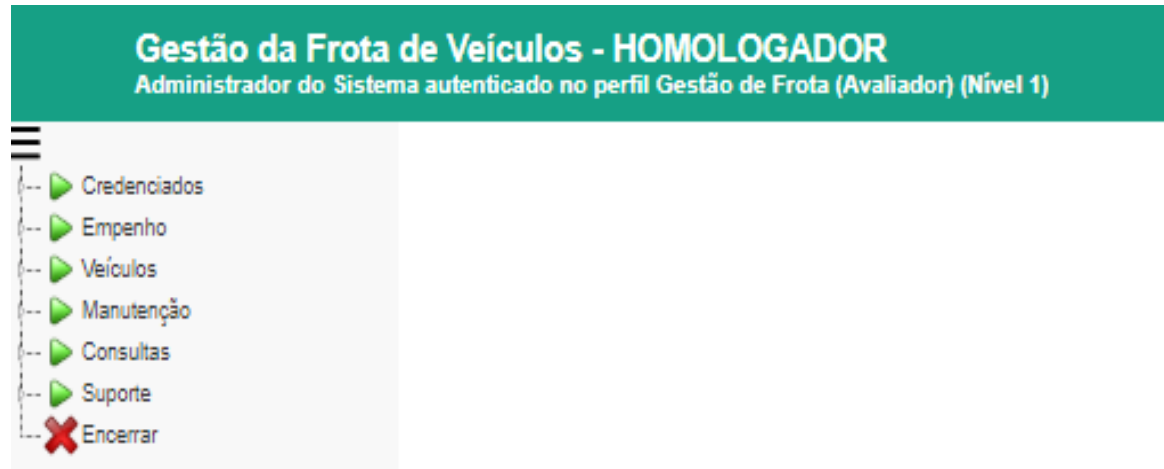 Gestão da Frota de Veículos - HOMOLOGADOR
Administrador do Sistema autenticado no perfil Gestão de Frota (Avaliador) (Nível 1)
Credenciados
Empenho
Veículos
Manutenção
Consultas
Suporte
Encerrar